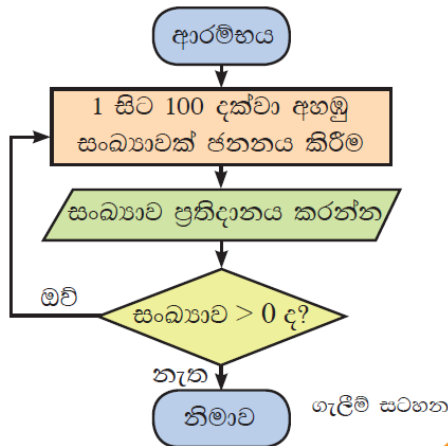 ආරම්භය
1 සිට 100 දක්වා අහඹු
සංඛ්‍යාවක් ජනනය කිරීම
සංඛ්‍යාව ප්‍රතිදානය කරන්න
ඔව්
සංඛ්‍යාව > 0 ද?
නැත
නිමාව
ගැලීම් සටහන